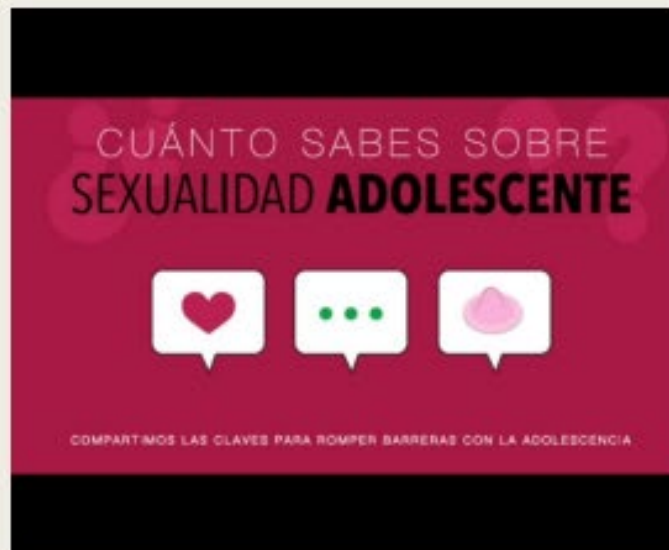 CUÁNTO SABES SOBRE
SEXUALIDAD ADOLESCENTE
COMPARTIMOS LAS CLAVES PARA ROMPER BARRERAS CON LA ADOLESCENCIA